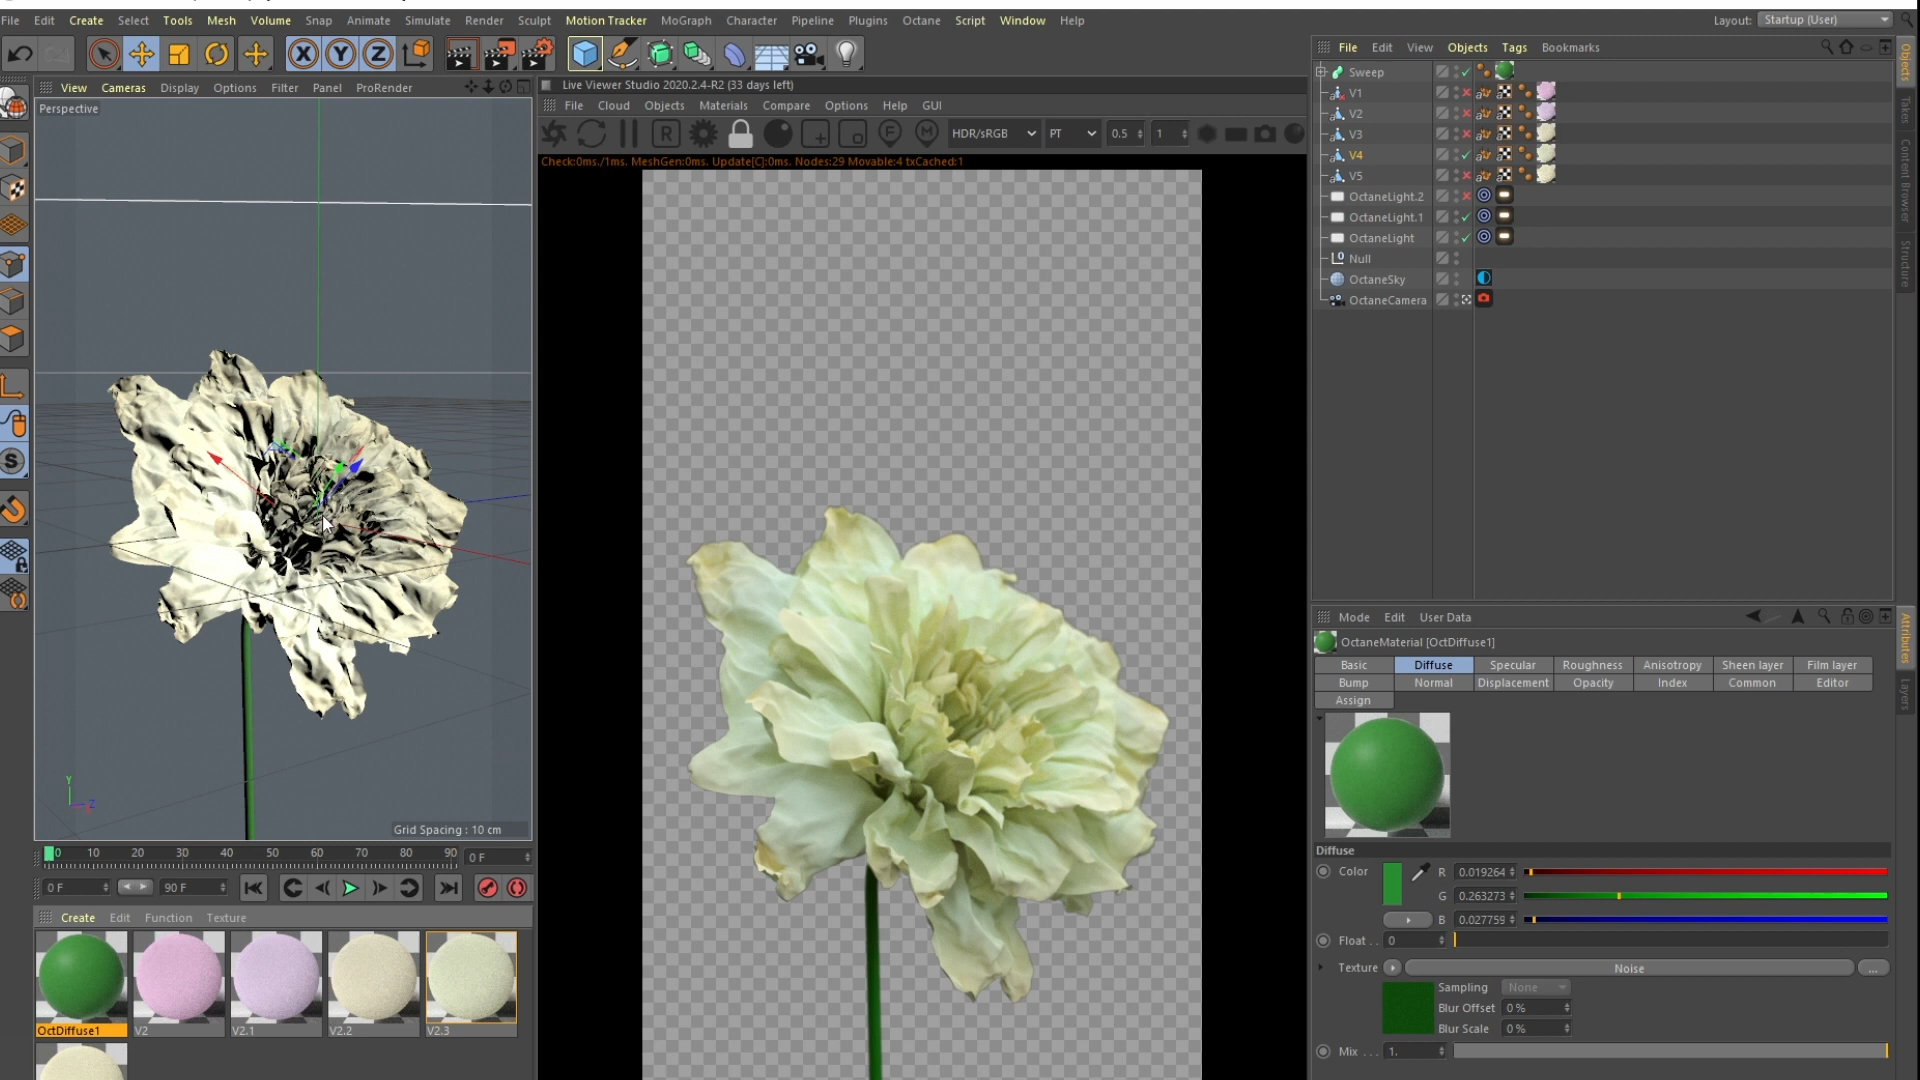 File Edit Create Select Tools Mesh Volume Snap Animate Simulate Render Sculpt Motion Tracker MoGraph Character Pipeline Plugins Octane Script Window Help Layout: Startup (User)
X Y Z
File Edit View Objects Tags Bookmarks
View Cameras Display Options Filter Panel ProRender
Perspective
Live Viewer Studio 2020.2.4-R2 (33 days left)
File Cloud Objects Materials Compare Options Help GUI
R F M HDR/sRGB PT 0.5 1
Check:0ms./1ms. MeshGen:0ms. Update[C]:0ms. Nodes:29 Movable:4 txCached:1
Sweep
V1
V2
V3
V4
V5
OctaneLight.2
OctaneLight.1
OctaneLight
Null
OctaneSky
OctaneCamera
Objects
Takes
Content Browser
Structure
S
Y
Z
Grid Spacing : 10 cm
0 10 20 30 40 50 60 70 80 90 0 F
0 F 90 F
Create Edit Function Texture
OctDiffuse1 V2 V2.1 V2.2 V2.3
Mode Edit User Data
OctaneMaterial [OctDiffuse1]
Basic Diffuse Specular Roughness Anisotropy Sheen layer Film layer
Bump Normal Displacement Opacity Index Common Editor
Assign
Attributes
Layers
Diffuse
Color R 0.019264
G 0.263273
B 0.027759
Float . . 0
Texture Noise ...
Sampling None
Blur Offset 0 %
Blur Scale 0 %
Mix . . . 1.